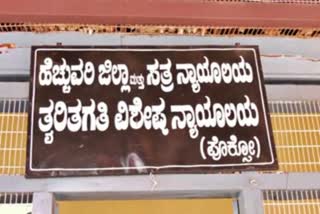 ಹೆಚ್ಚುವರಿ ಜಿಲ್ಲಾ ಮತ್ತು ಸತ್ರ ನ್ಯಾಯಾಲಯ
ತ್ವರಿತಗತಿ ವಿಶೇಷ ನ್ಯಾಯಾಲಯ
(ಪೊಕ್ಸೋ)